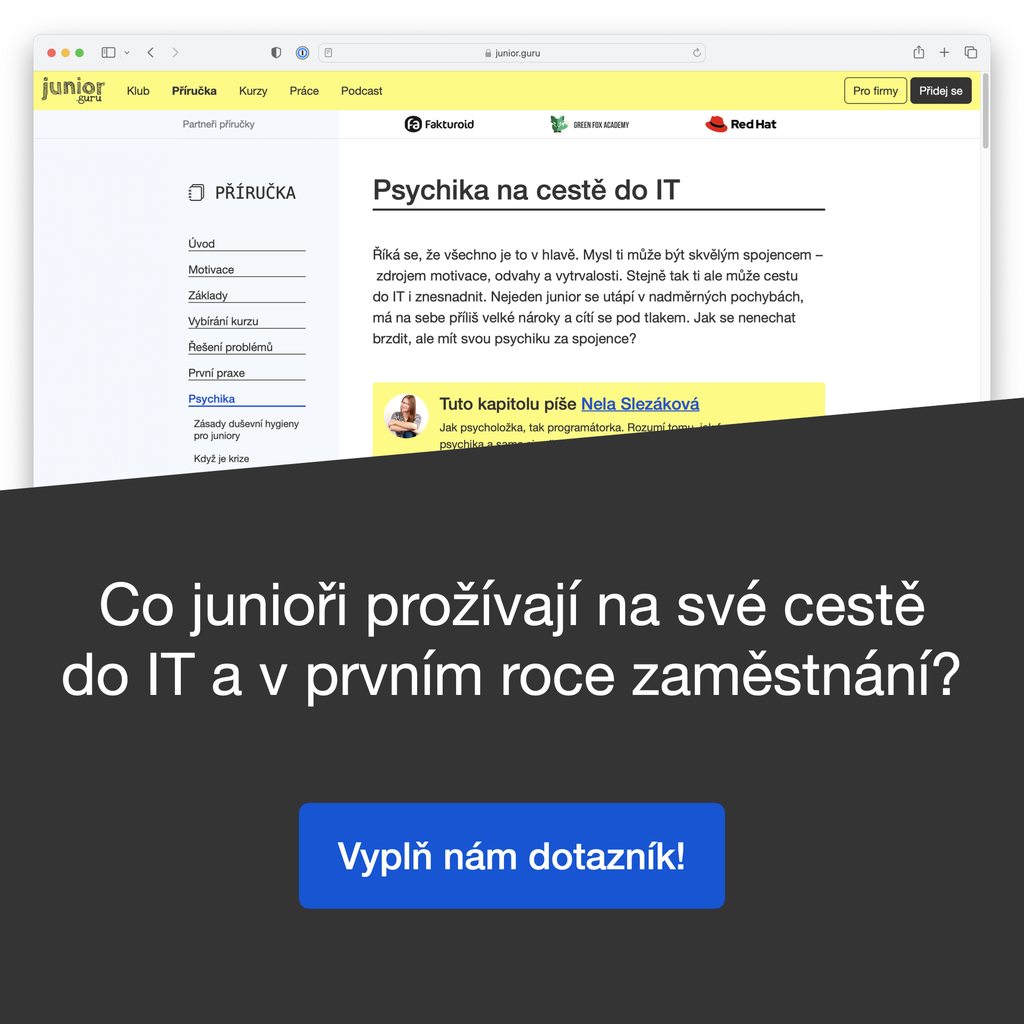 junior.guru
junior
.guru
Klub
Příručka
Kurzy
Práce
Podcast
Pro firmy
Přidej se
Partneři příručky
Fakturoid
GREEN FOX ACADEMY
Red Hat
PŘÍRUČKA
Úvod
Motivace
Základy
Vybírání kurzu
Řešení problémů
První praxe
Psychika
Zásady duševní hygieny
pro juniory
Když je krize
Psychika na cestě do IT
Říká se, že všechno je to v hlavě. Mysl ti může být skvělým spojencem –
zdrojem motivace, odvahy a vytrvalosti. Stejně tak ti ale může cestu
do IT i znesnadnit. Nejeden junior se utápí v nadměrných pochybách,
má na sebe příliš velké nároky a cítí se pod tlakem. Jak se nenechat
brzdit, ale mít svou psychiku za spojence?
Tuto kapitolu píše Nela Slezáková
Jak psycholožka, tak programátorka. Rozumí tomu,
psychika a
Co junioři prožívají na své cestě
do IT a v prvním roce zaměstnání?
Vyplň nám dotazník!